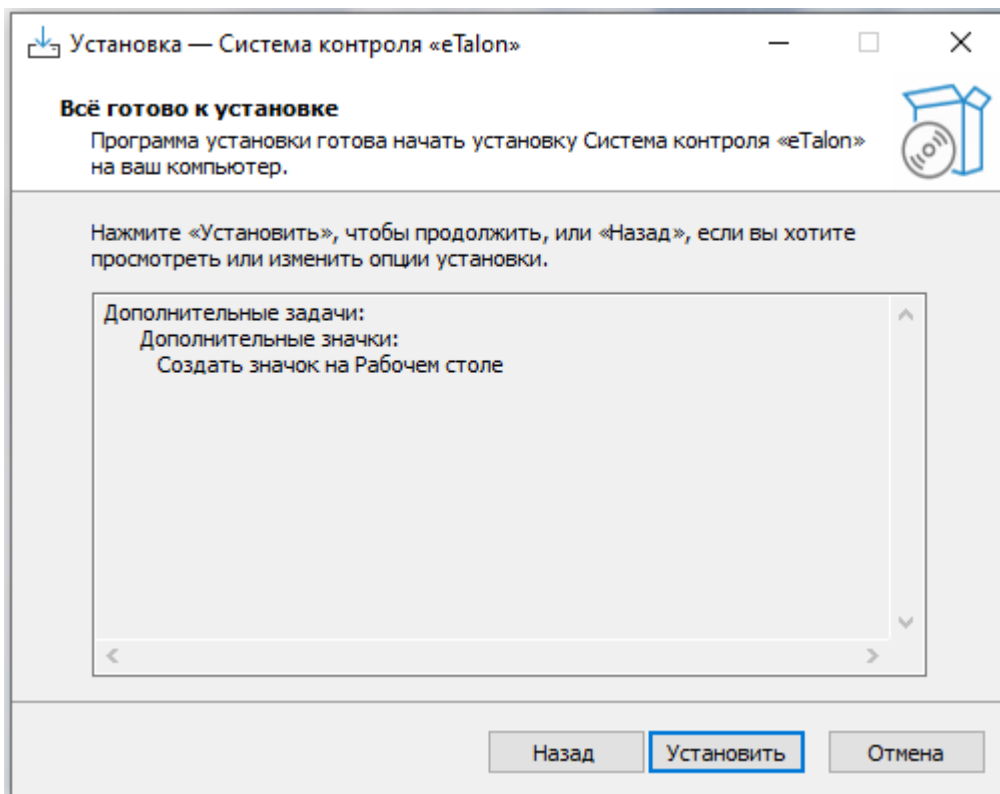 Установка — Система контроля «eTalon»
Всё готово к установке
Программа установки готова начать установку Система контроля «eTalon»
на ваш компьютер.
Нажмите «Установить», чтобы продолжить, или «Назад», если вы хотите
просмотреть или изменить опции установки.
Дополнительные задачи:
Дополнительные значки:
Создать значок на Рабочем столе
Назад
Установить
Отмена